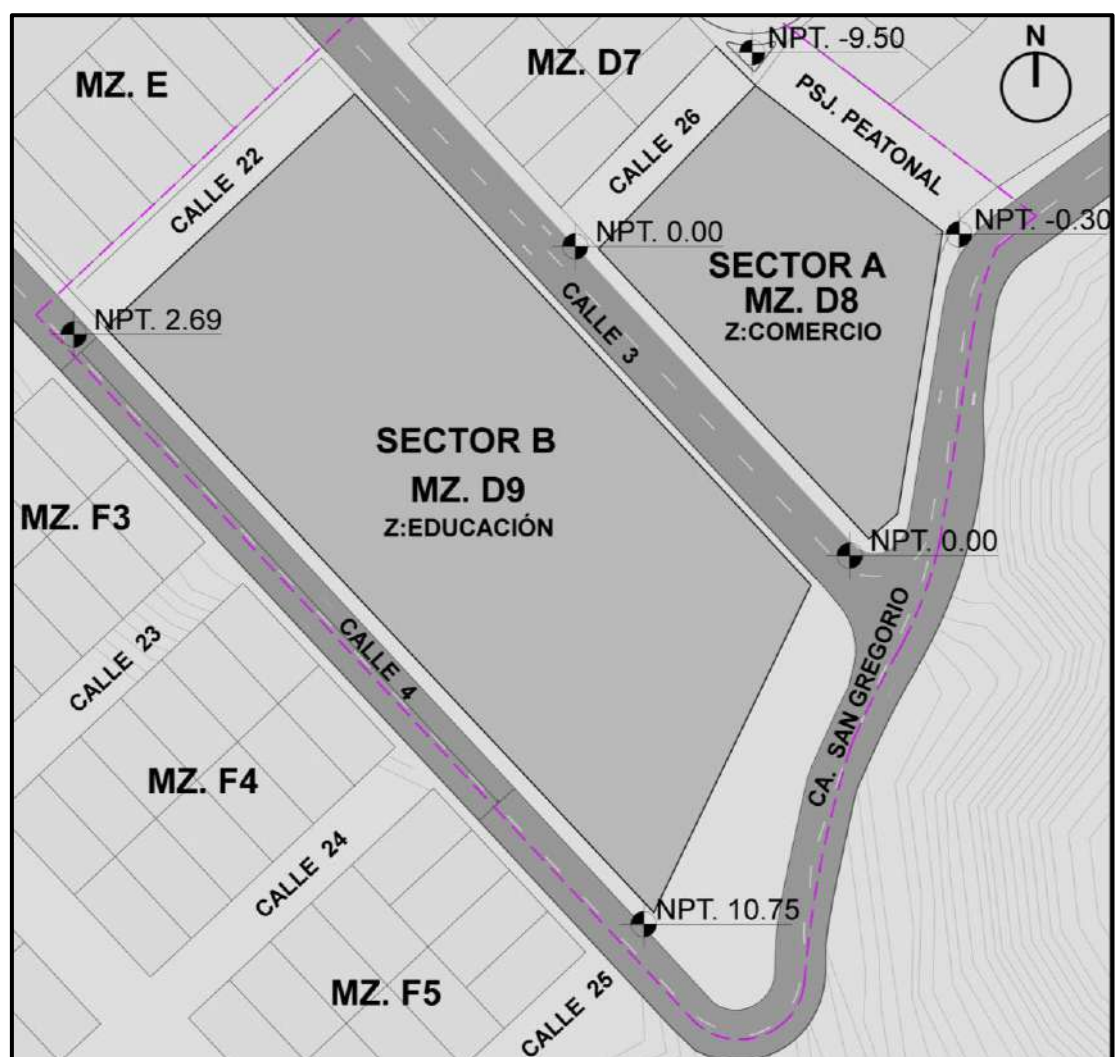 NPT. -9.50
N
MZ. D7
MZ. E
PSJ. PEATONAL
CALLE 26
CALLE 22
NPT. 0.00
NPT. -0.30
SECTOR A
MZ. D8
Z:COMERCIO
CALLE 3
NPT. 2.69
SECTOR B
MZ. D9
Z:EDUCACIÓN
MZ. F3
NPT. 0.00
CALLE 23
CALLE 4
CA. SAN GREGORIO
MZ. F4
CALLE 24
NPT. 10.75
MZ. F5
CALLE 25